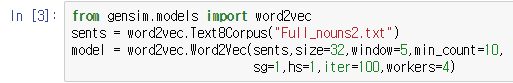 In [3]: from gensim.models import word2vec
sents = word2vec.Text8Corpus("Full_nouns2.txt")
model = word2vec.Word2Vec(sents,size=32,window=5,min_count=10,
sg=1,hs=1,iter=100,workers=4)